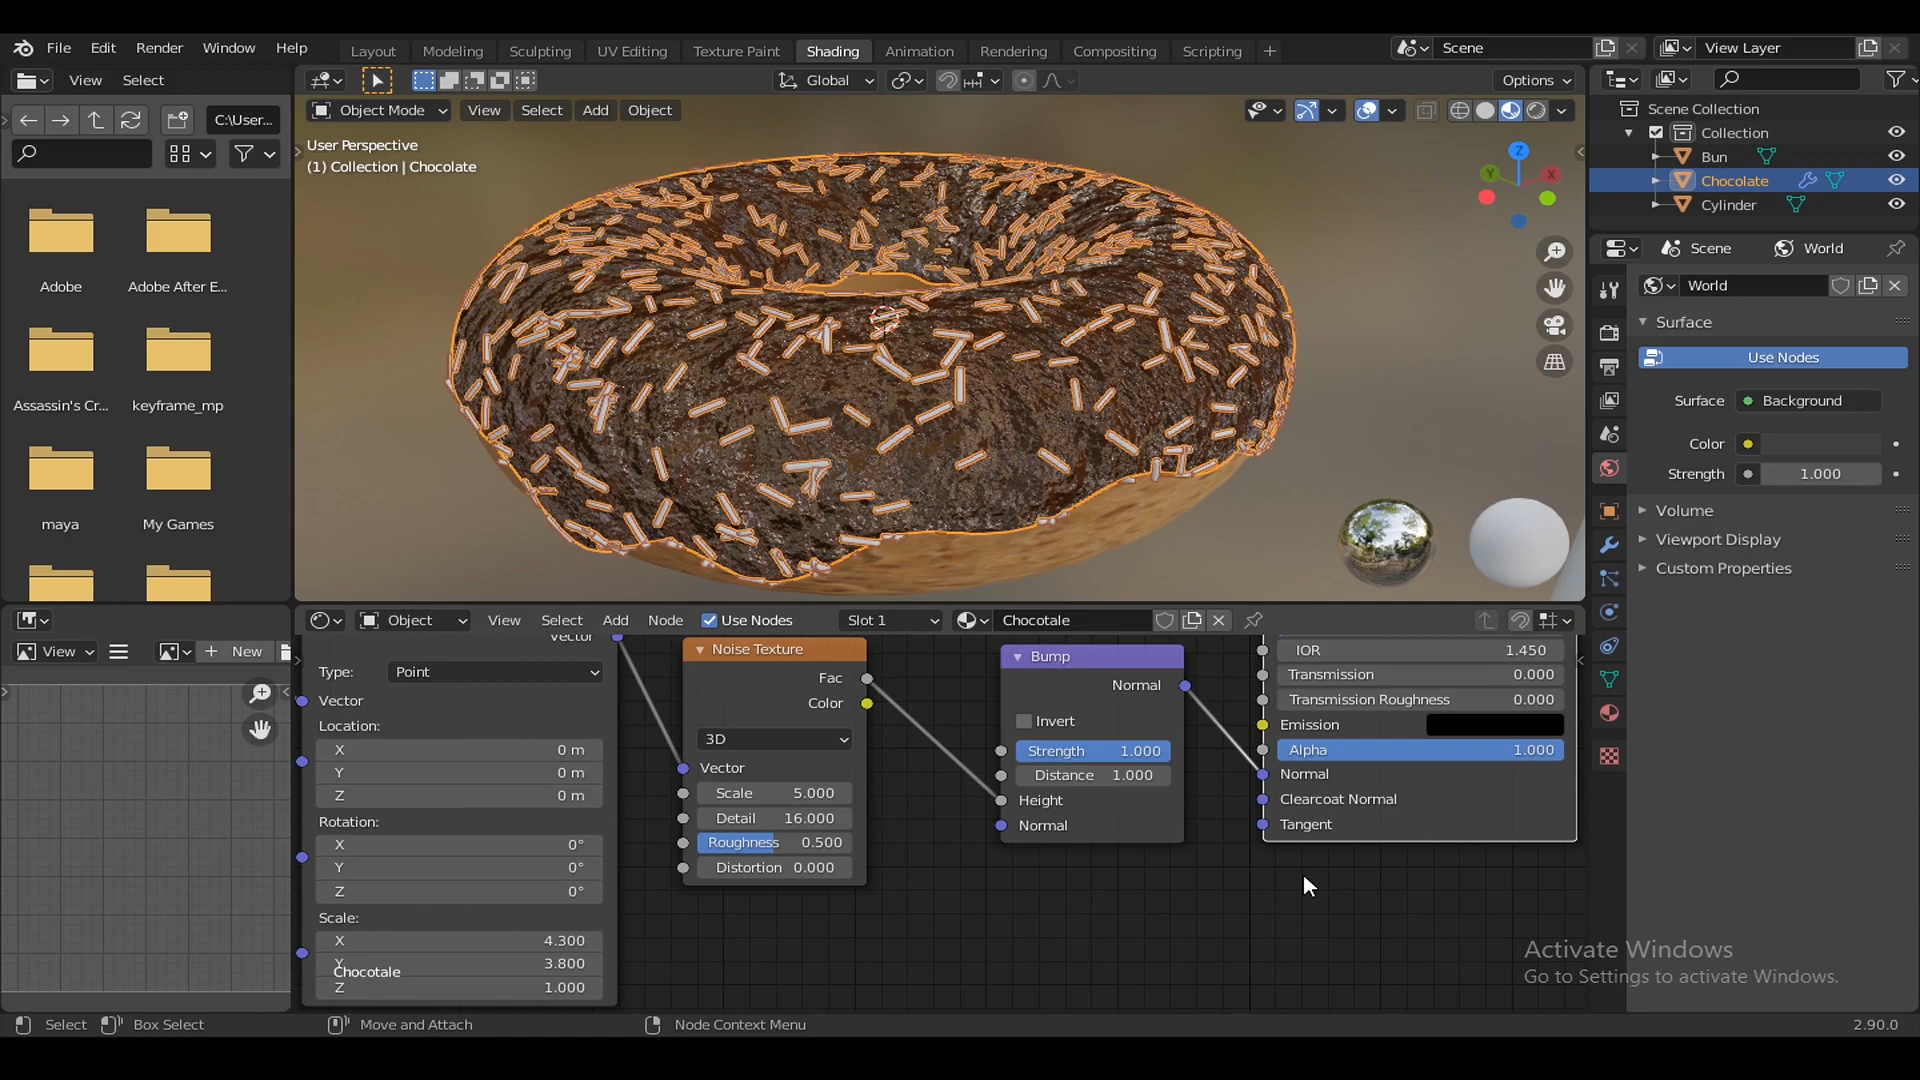 File Edit Render Window Help Layout Modeling Sculpting UV Editing Texture Paint Shading Animation Rendering Compositing Scripting + Scene View Layer
View Select Global Options
C:\User...
Object Mode View Select Add Object
User Perspective
(1) Collection | Chocolate
Z
Y
X
Adobe Adobe After E...
Assassin's Cr... keyframe_mp
maya My Games
Scene Collection
Collection
Bun
Chocolate
Cylinder
Scene World
World
Surface
Use Nodes
Surface Background
Color
Strength 1.000
Volume
Viewport Display
Custom Properties
View New
Object View Select Add Node Use Nodes Slot 1 Chocotale
Vector
Type: Point
Vector
Location:
X 0 m
Y 0 m
Z 0 m
Rotation:
X 0°
Y 0°
Z 0°
Scale:
X 4.300
Y 3.800
Z 1.000
Chocotale
Noise Texture
Fac
Color
3D
Vector
Scale 5.000
Detail 16.000
Roughness 0.500
Distortion 0.000
Bump
Normal
Invert
Strength 1.000
Distance 1.000
Height
Normal
IOR 1.450
Transmission 0.000
Transmission Roughness 0.000
Emission
Alpha 1.000
Normal
Clearcoat Normal
Tangent
Activate Windows
Go to Settings to activate Windows.
Select Box Select Move and Attach Node Context Menu 2.90.0